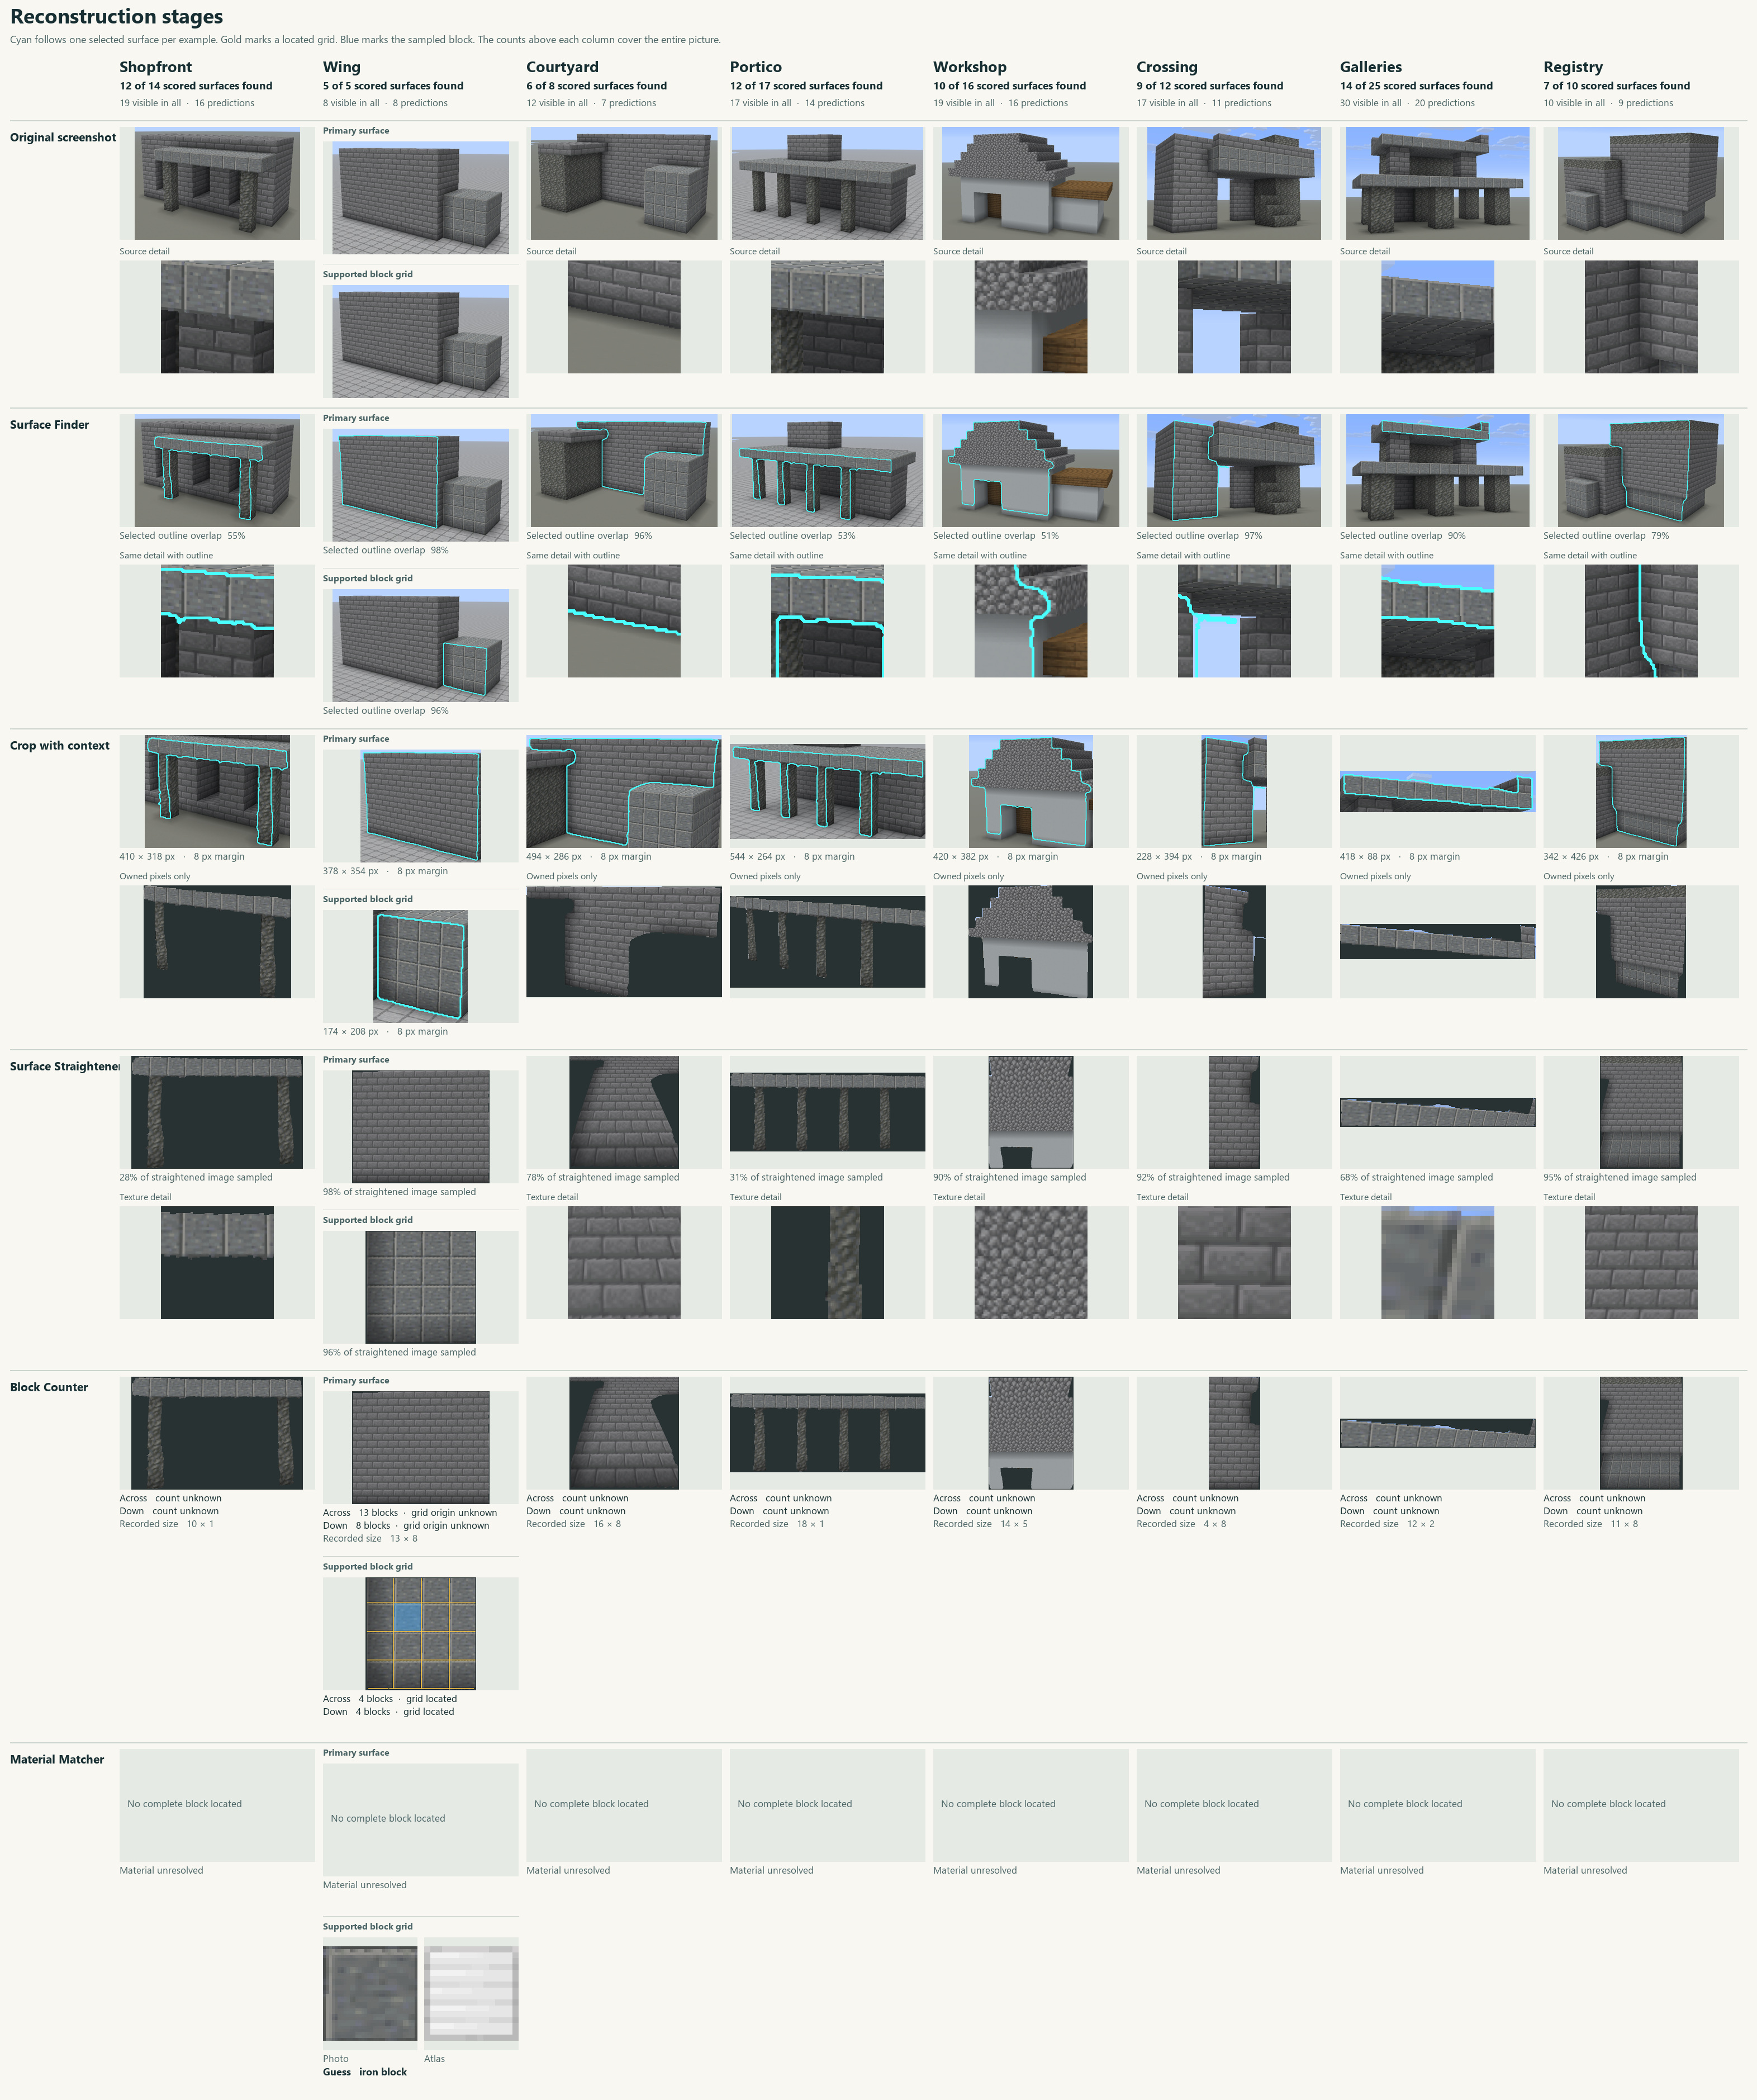 Reconstruction stages
Cyan follows one selected surface per example. Gold marks a located grid. Blue marks the sampled block. The counts above each column cover the entire picture.
Shopfront Wing Courtyard Portico Workshop Crossing Galleries Registry
12 of 14 scored surfaces found 5 of 5 scored surfaces found 6 of 8 scored surfaces found 12 of 17 scored surfaces found 10 of 16 scored surfaces found 9 of 12 scored surfaces found 14 of 25 scored surfaces found 7 of 10 scored surfaces found
19 visible in all · 16 predictions 8 visible in all · 8 predictions 12 visible in all · 7 predictions 17 visible in all · 14 predictions 19 visible in all · 16 predictions 17 visible in all · 11 predictions 30 visible in all · 20 predictions 10 visible in all · 9 predictions
Original screenshot Primary surface
Source detail Source detail Source detail Source detail Source detail Source detail Source detail
Supported block grid
Surface Finder Primary surface
Selected outline overlap 55% Selected outline overlap 96% Selected outline overlap 53% Selected outline overlap 51% Selected outline overlap 97% Selected outline overlap 90% Selected outline overlap 79%
Selected outline overlap 98%
Same detail with outline Same detail with outline Same detail with outline Same detail with outline Same detail with outline Same detail with outline Same detail with outline
Supported block grid
Selected outline overlap 96%
Crop with context Primary surface
410 × 318 px · 8 px margin 494 × 286 px · 8 px margin 544 × 264 px · 8 px margin 420 × 382 px · 8 px margin 228 × 394 px · 8 px margin 418 × 88 px · 8 px margin 342 × 426 px · 8 px margin
378 × 354 px · 8 px margin
Owned pixels only Owned pixels only Owned pixels only Owned pixels only Owned pixels only Owned pixels only Owned pixels only
Supported block grid
174 × 208 px · 8 px margin
Surface Straightener Primary surface
28% of straightened image sampled 78% of straightened image sampled 31% of straightened image sampled 90% of straightened image sampled 92% of straightened image sampled 68% of straightened image sampled 95% of straightened image sampled
98% of straightened image sampled
Texture detail Texture detail Texture detail Texture detail Texture detail Texture detail Texture detail
Supported block grid
96% of straightened image sampled
Block Counter Primary surface
Across count unknown Across count unknown Across count unknown Across count unknown Across count unknown Across count unknown Across count unknown
Down count unknown Down count unknown Down count unknown Down count unknown Down count unknown Down count unknown Down count unknown
Recorded size 10 × 1 Recorded size 16 × 8 Recorded size 18 × 1 Recorded size 14 × 5 Recorded size 4 × 8 Recorded size 12 × 2 Recorded size 11 × 8
Across 13 blocks · grid origin unknown
Down 8 blocks · grid origin unknown
Recorded size 13 × 8
Supported block grid
Across 4 blocks · grid located
Down 4 blocks · grid located
Material Matcher Primary surface
No complete block located No complete block located No complete block located No complete block located No complete block located No complete block located No complete block located
No complete block located
Material unresolved Material unresolved Material unresolved Material unresolved Material unresolved Material unresolved Material unresolved
Material unresolved
Supported block grid
Photo Atlas
Guess iron block